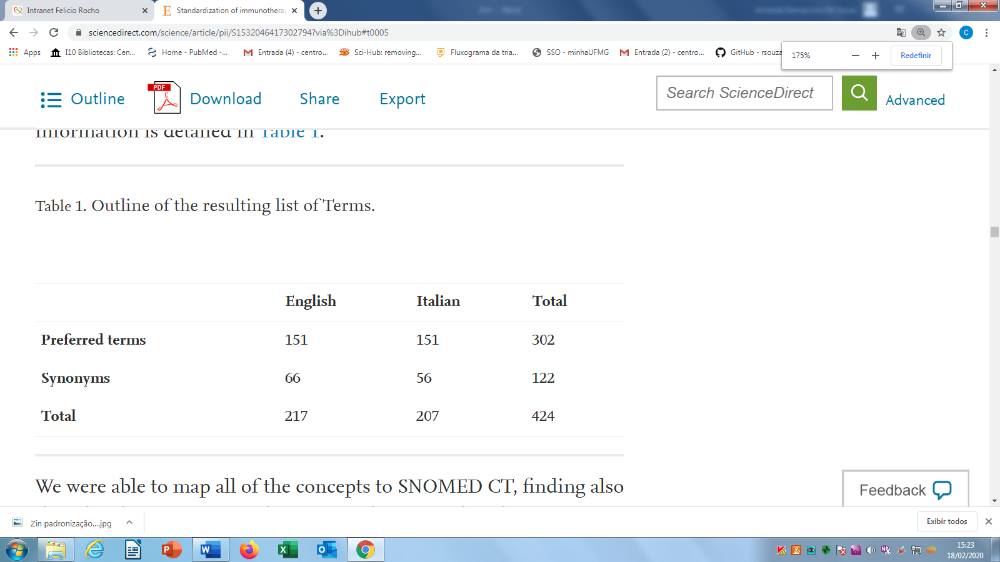 Intranet Felicio Rocho
Standardization of immunothera
sciencedirect.com/science/article/pii/S1532046417302794?via%3Dihub#t0005
Apps
I10 Bibliotecas: Cen...
Home - PubMed -...
Entrada (4) - centro...
Sci-Hub: removing...
Fluxograma da tria...
SSO - minhaUFMG
Entrada (2) - centro...
GitHub - rsouza
175%
Redefinir
Outline
PDF
Download
Share
Export
Search ScienceDirect
Advanced
information is detailed in Table 1.
Table 1. Outline of the resulting list of Terms.
English Italian Total
Preferred terms 151 151 302
Synonyms 66 56 122
Total 217 207 424
We were able to map all of the concepts to SNOMED CT, finding also
Feedback
Zin padronização....jpg
Exibir todos
15:23
18/02/2020